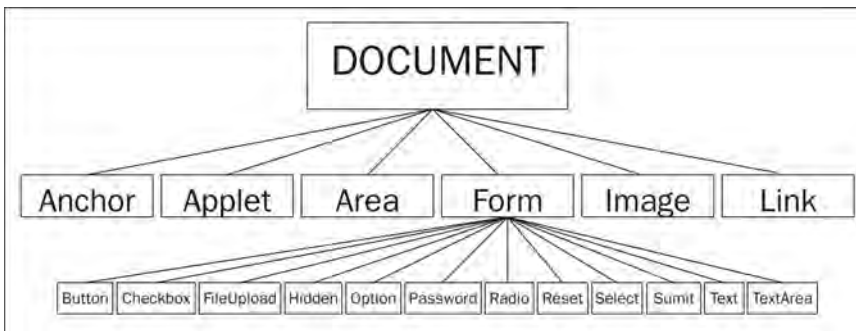 DOCUMENT
Anchor Applet Area Form Image Link
Button Checkbox FileUpload Hidden Option Password Radio Reset Select Sumit Text TextArea